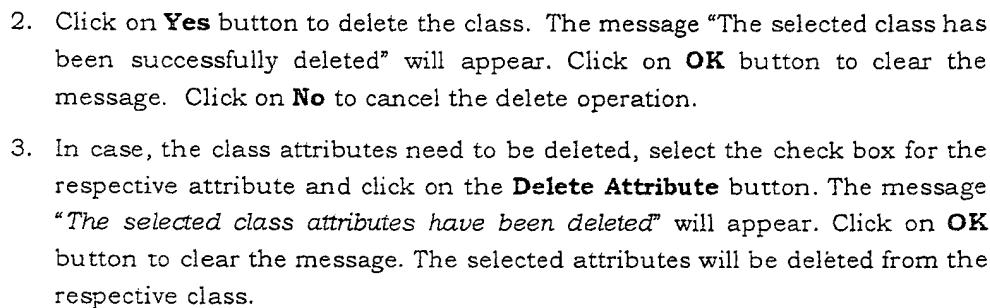 2. Click on Yes button to delete the class. The message "The selected class has
been successfully deleted" will appear. Click on OK button to clear the
message. Click on No to cancel the delete operation.
3. In case, the class attributes need to be deleted, select the check box for the
respective attribute and click on the Delete Attribute button. The message
"The selected class attributes have been deleted" will appear. Click on OK
button to clear the message. The selected attributes will be deleted from the
respective class.